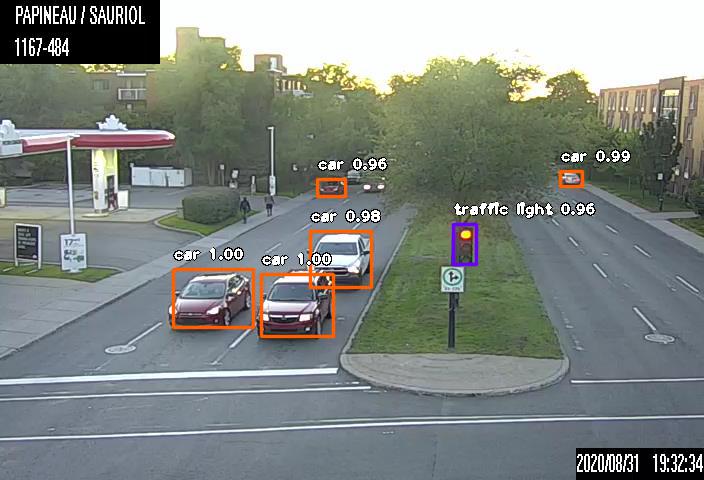 PAPINEAU / SAURIOL
1167-484
car 0.96
car 0.99
traffic light 0.96
car 0.98
car 1.00
car 1.00
17
2020/08/31 19:32:34